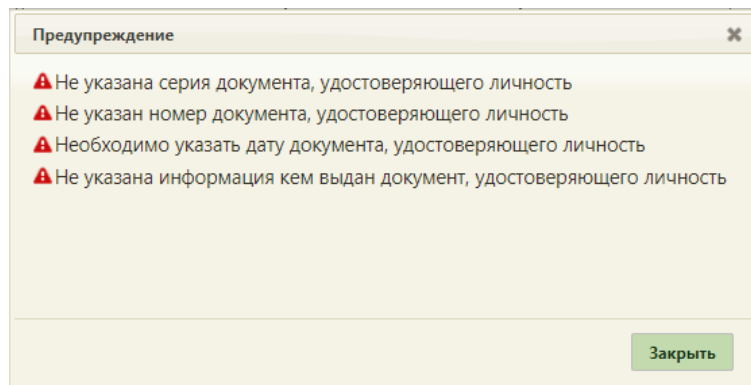 Предупреждение
Не указана серия документа, удостоверяющего личность
Не указан номер документа, удостоверяющего личность
Необходимо указать дату документа, удостоверяющего личность
Не указана информация кем выдан документ, удостоверяющего личность
Закрыть